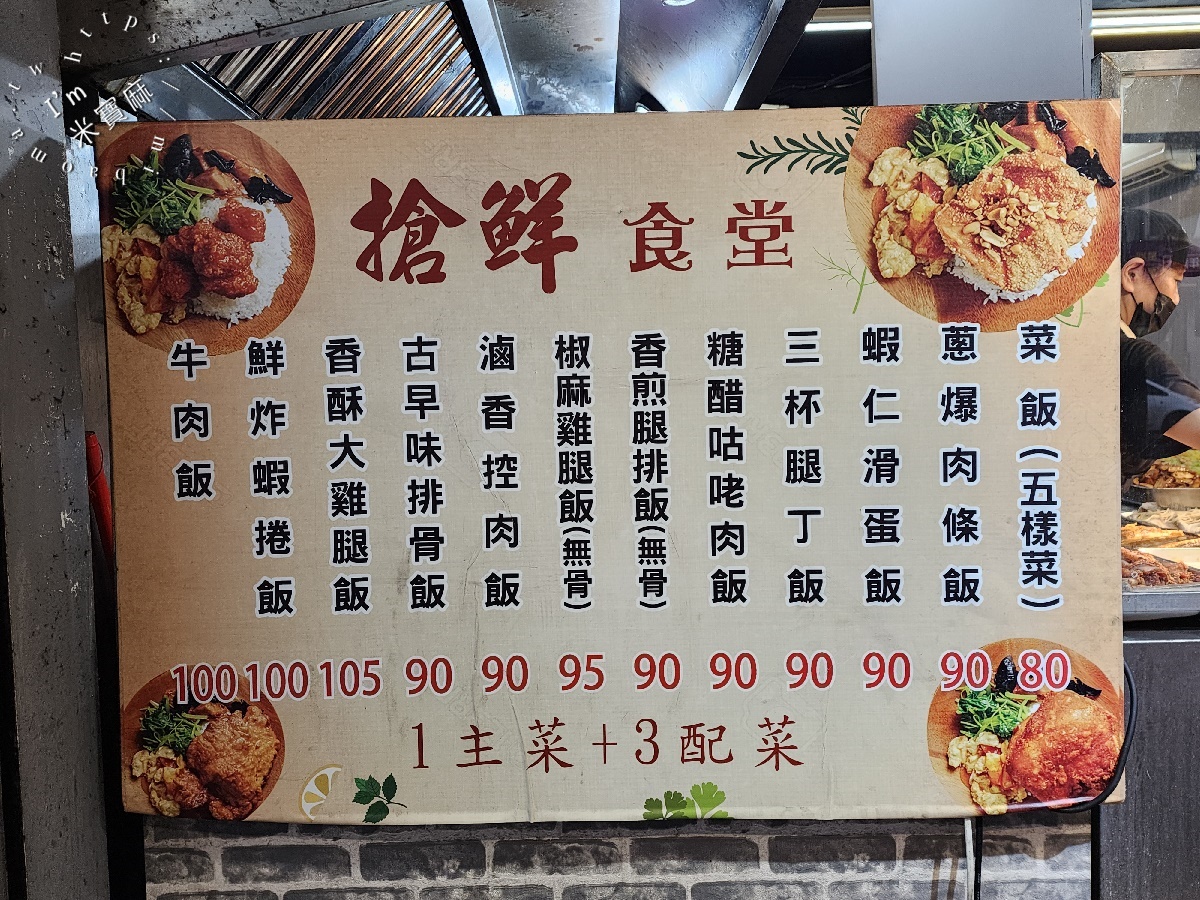 搶鮮食堂
菜飯(五樣菜)
80
蔥爆肉條飯
90
蝦仁滑蛋飯
90
三杯腿丁飯
90
糖醋咕咾肉飯
90
香煎腿排飯(無骨)
90
椒麻雞腿飯(無骨)
95
滷香控肉飯
90
古早味排骨飯
90
香酥大雞腿飯
105
鮮炸蝦捲飯
100
牛肉飯
100
1主菜+3配菜
I'm 米寶麻